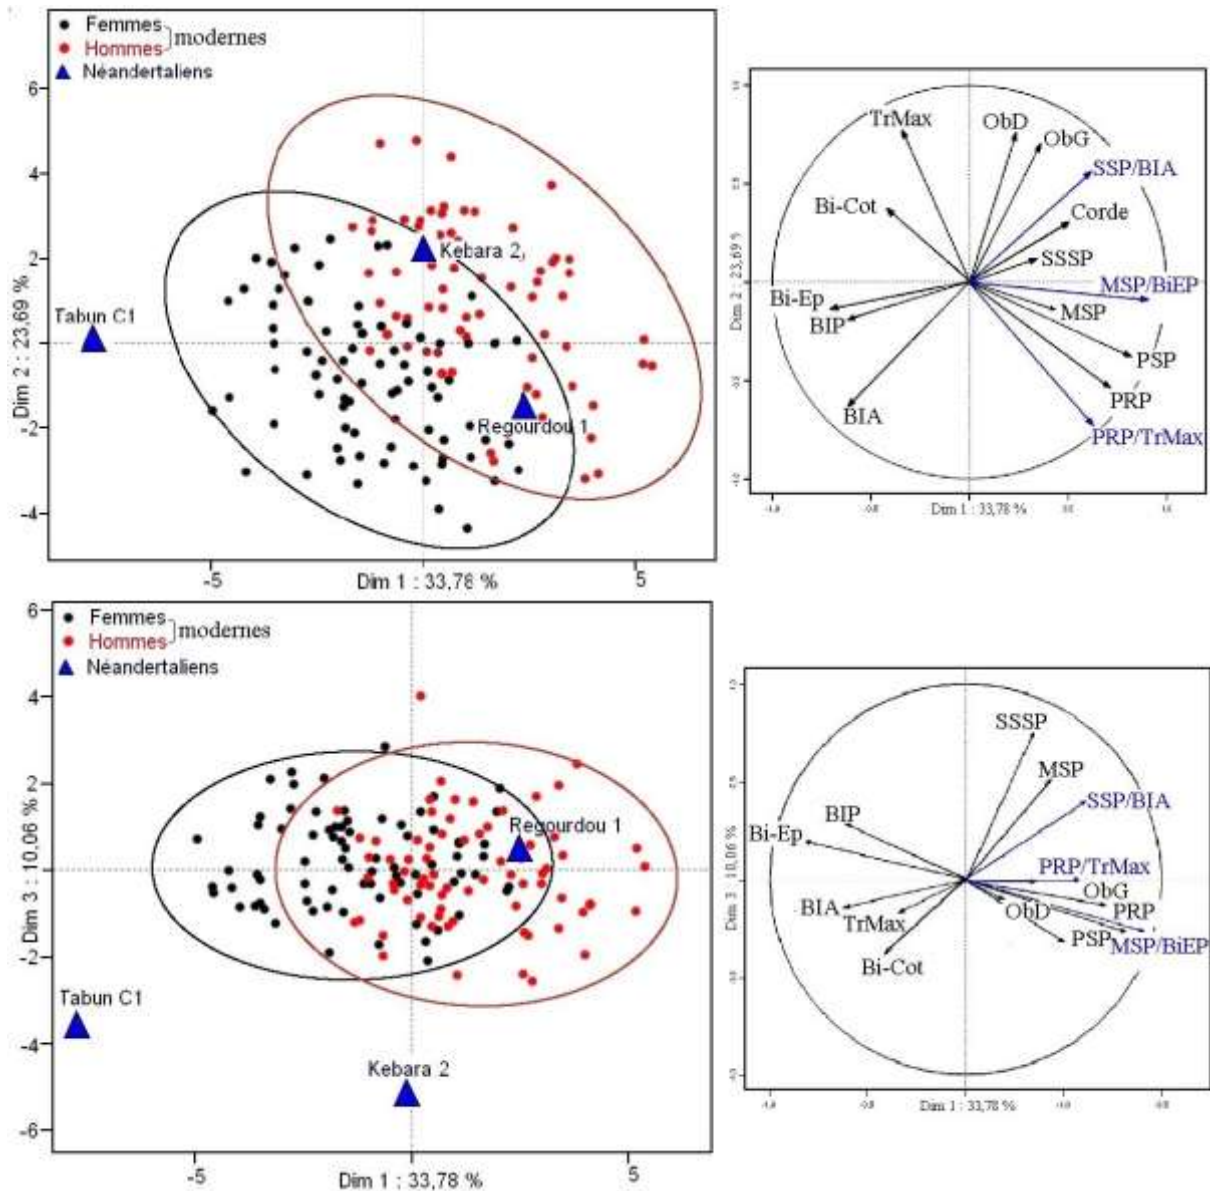 Femmes
Hommes
modernes
Néandertaliens
6
4
2
-2
-4
Dim 2 : 23,69 %
Tabun C1
Kebara 2
Regourdou 1
-5
Dim 1 : 33,78 %
5
TrMax
ObD
ObG
SSP/BIA
Bi-Cot
Corde
SSSP
MSP/BiEP
Bi-Ep
MSP
BIP
PSP
BIA
PRP
PRP/TrMax
Dim 2 : 23,69 %
Dim 1 : 33,78 %
Femmes
Hommes
modernes
Néandertaliens
6
4
2
-2
-4
-6
Dim 3 : 10,06 %
Regourdou 1
Tabun C1
Kebara 2
-5
Dim 1 : 33,78 %
5
SSSP
MSP
SSP/BIA
BIP
Bi-Ep
PRP/TrMax
ObG
BIA
ObD
PRP
TrMax
PSP
MSP/BiEP
Bi-Cot
Dim 3 : 10,06 %
Dim 1 : 33,78 %